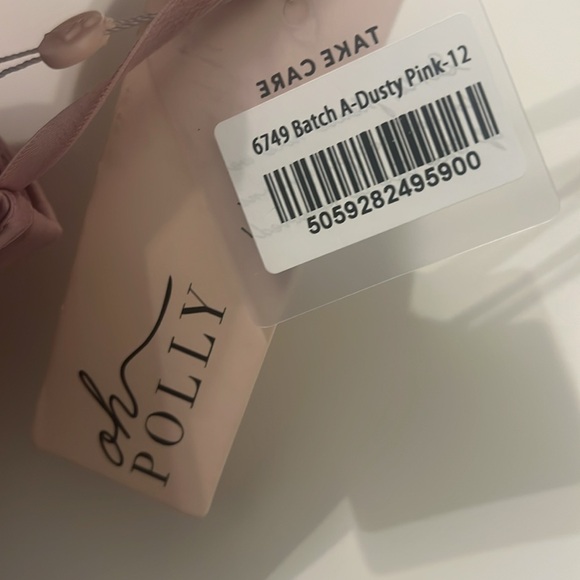 TAKE CARE
6749 Batch A-Dusty Pink-12
5059282495900
oh
POLLY